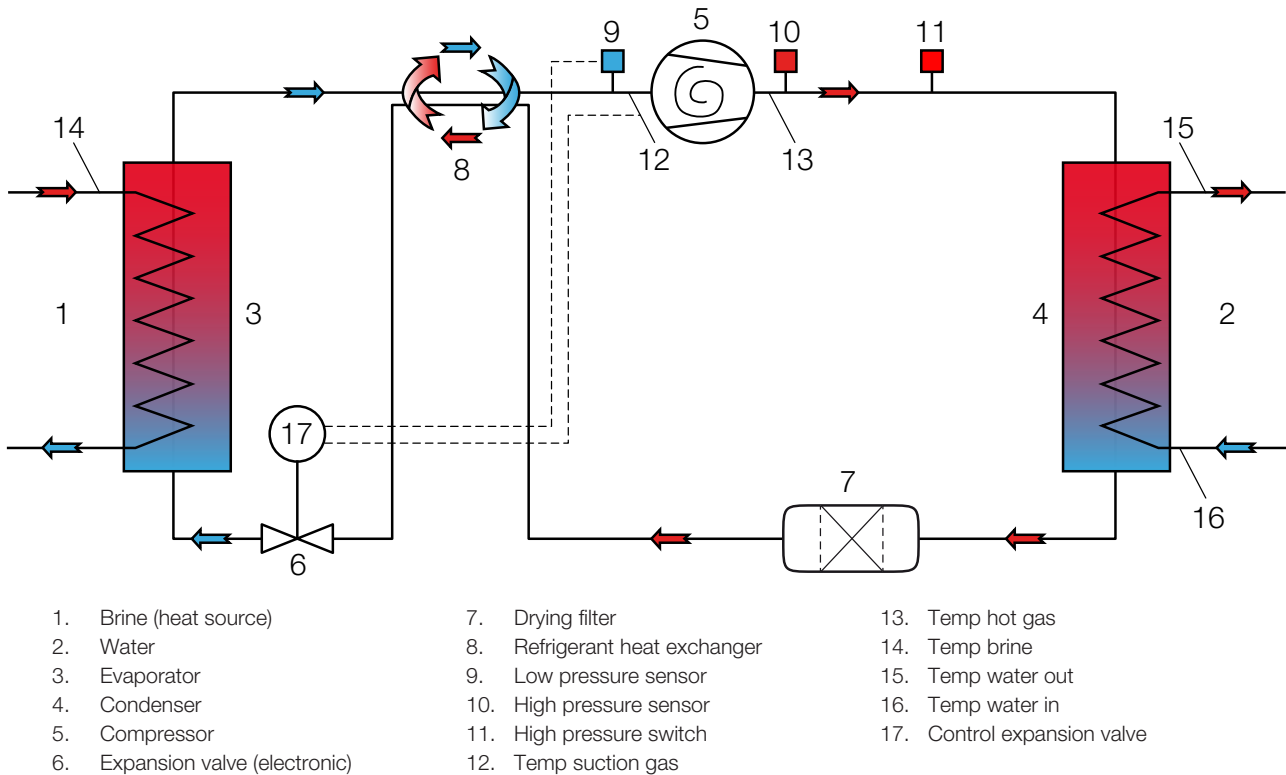 9
5
10
11
14
8
12
13
15
1
3
4
2
17
7
6
16
1. Brine (heat source)
2. Water
3. Evaporator
4. Condenser
5. Compressor
6. Expansion valve (electronic)
7. Drying filter
8. Refrigerant heat exchanger
9. Low pressure sensor
10. High pressure sensor
11. High pressure switch
12. Temp suction gas
13. Temp hot gas
14. Temp brine
15. Temp water out
16. Temp water in
17. Control expansion valve